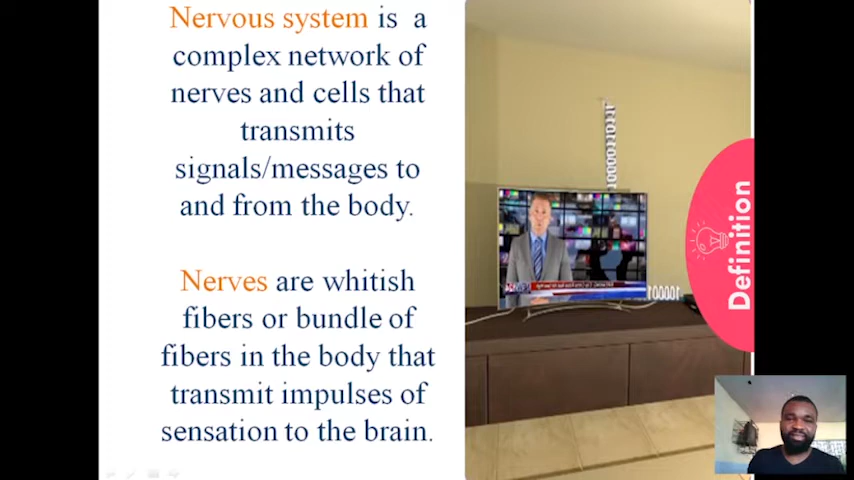 Nervous system is a
complex network of
nerves and cells that
transmits
signals/messages to
and from the body.
Nerves are whitish
fibers or bundle of
fibers in the body that
transmit impulses of
sensation to the brain.
Definition